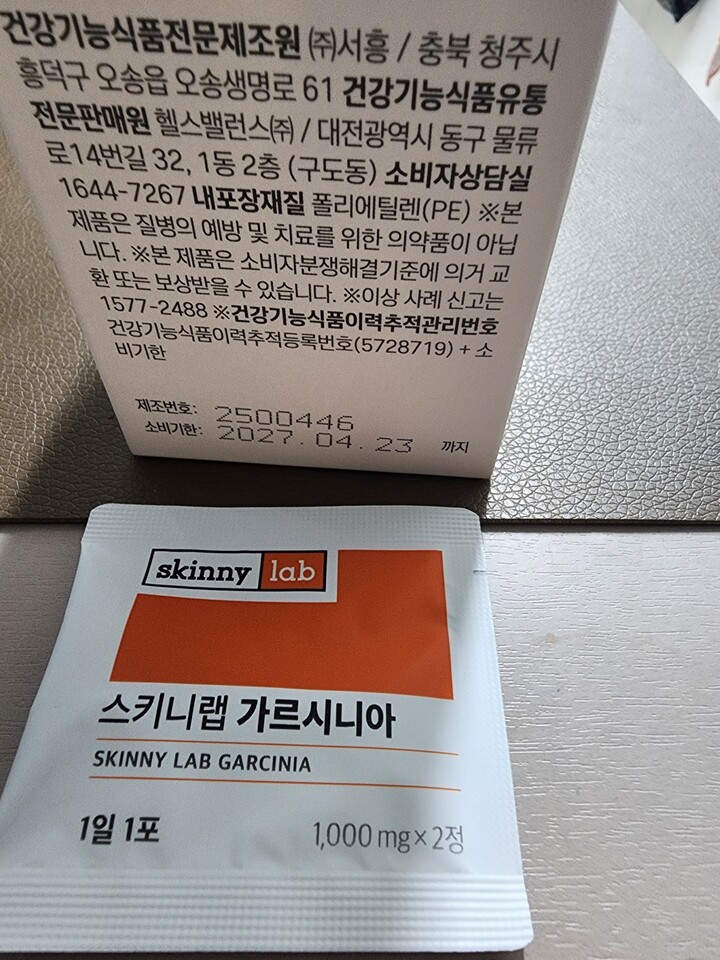 건강기능식품전문제조원 ㈜서흥 / 충북 청주시
흥덕구 오송읍 오송생명로 61 건강기능식품유통
전문판매원 헬스밸런스㈜ / 대전광역시 동구 물류
로14번길 32, 1동 2층 (구도동) 소비자상담실
1644-7267 내포장재질 폴리에틸렌(PE) ※본
제품은 질병의 예방 및 치료를 위한 의약품이 아닙
니다. ※본 제품은 소비자분쟁해결기준에 의거 교
환 또는 보상받을 수 있습니다. ※이상 사례 신고는
1577-2488 ※건강기능식품이력추적관리번호
건강기능식품이력추적등록번호(5728719) + 소
비기한
제조번호: 2500446
소비기한: 2027.04.23 까지
skinny lab
스키니랩 가르시니아
SKINNY LAB GARCINIA
1일 1포 1,000 mg×2정